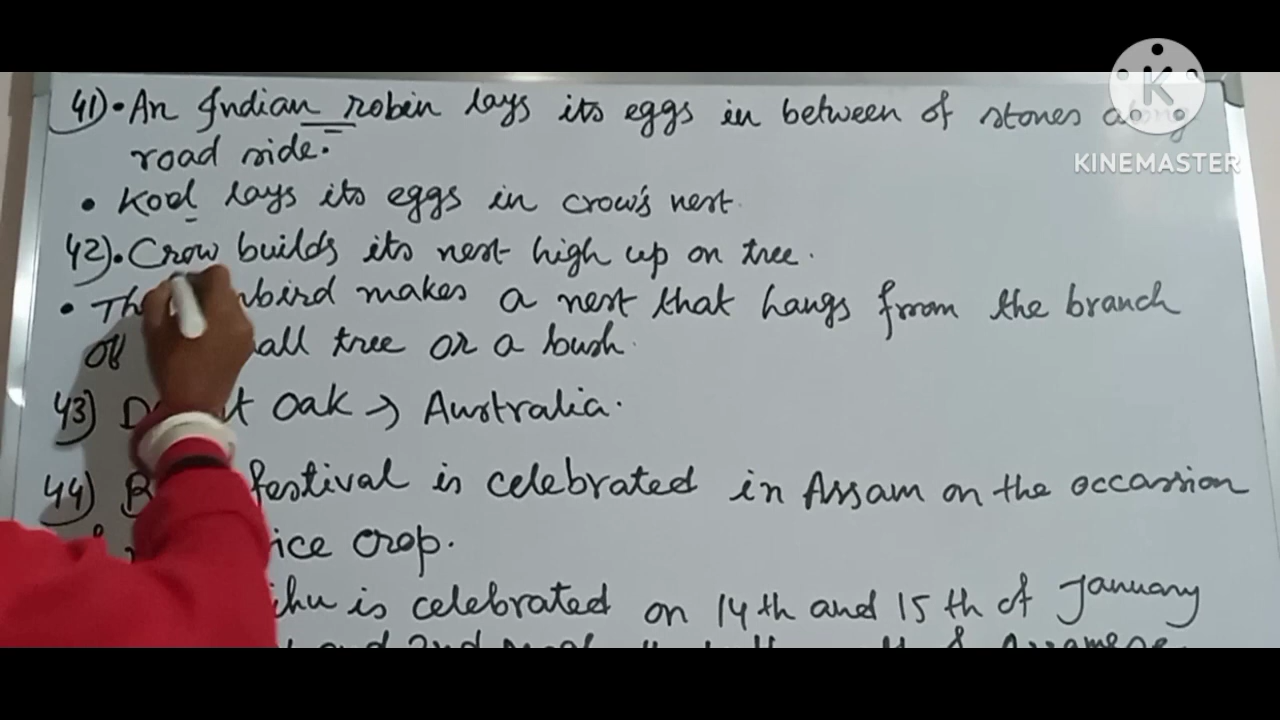 41). An Indian robin lays its eggs in between of stones along
road side.
• Koel lays its eggs in crow's nest.
42). Crow builds its nest high up on tree.
• The bird makes a nest that hangs from the branch
of all tree or a bush.
43) Oak → Australia.
44) festival is celebrated in Assam on the occassion
ice crop.
ihu is celebrated on 14th and 15th of January
and 2nd
K
KINEMASTER